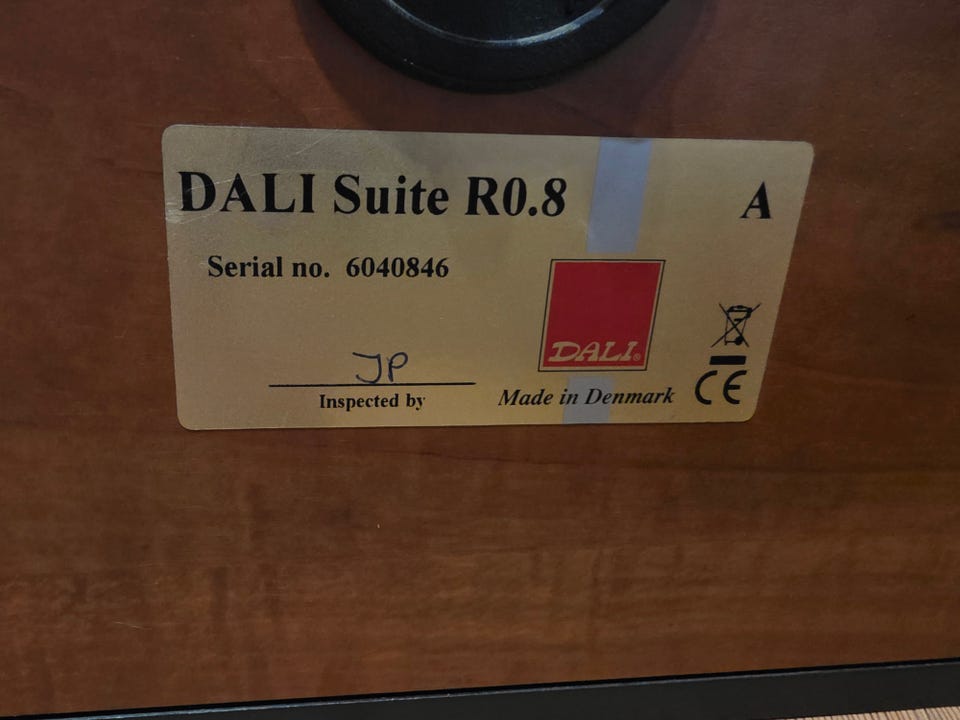 DALI Suite R0.8 A
Serial no. 6040846
DALI®
JP
Inspected by
Made in Denmark
CE